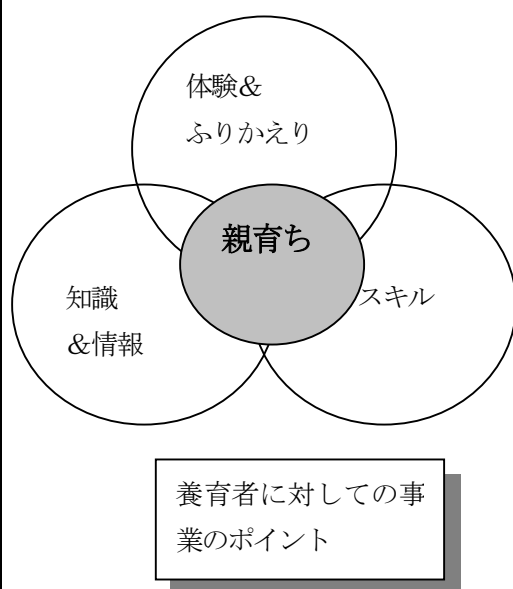 体験&
ふりかえり
親育ち
知識
&情報
スキル
養育者に対しての事
業のポイント